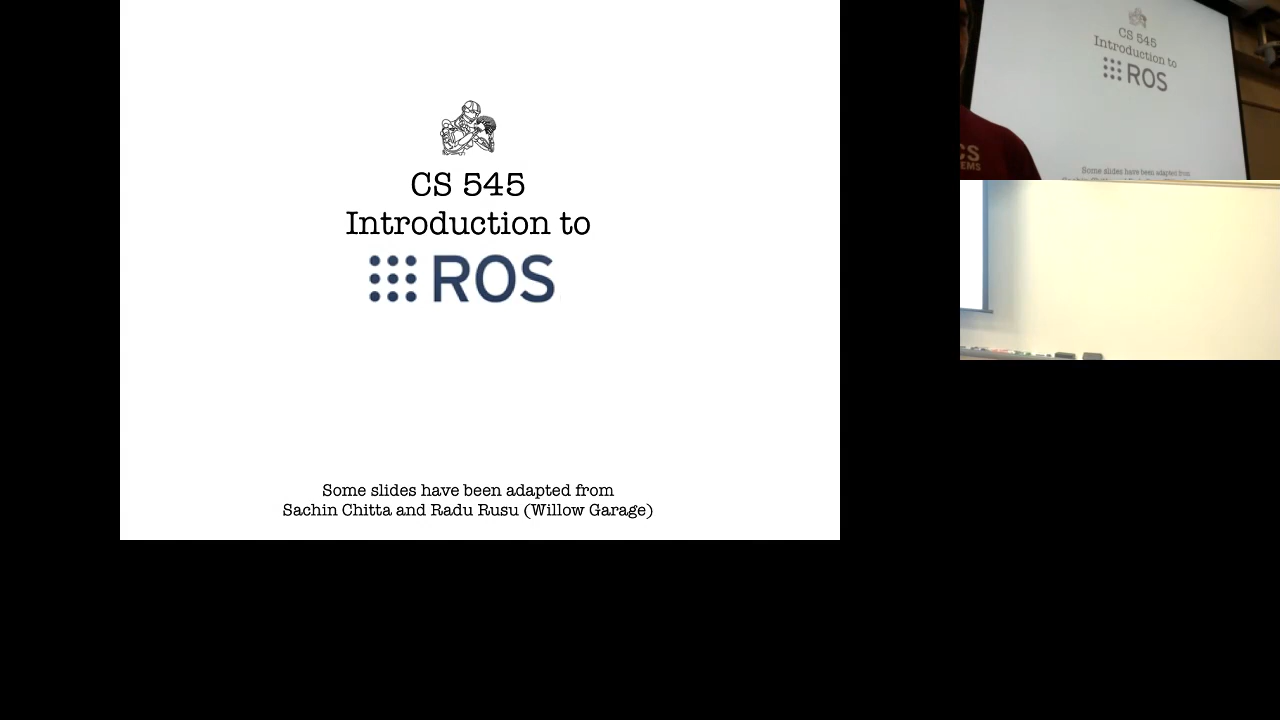 CS 545
Introduction to
ROS
Some slides have been adapted from
Sachin Chitta and Radu Rusu (Willow Garage)
CS 545
Introduction to
ROS
Some slides have been adapted from
CS